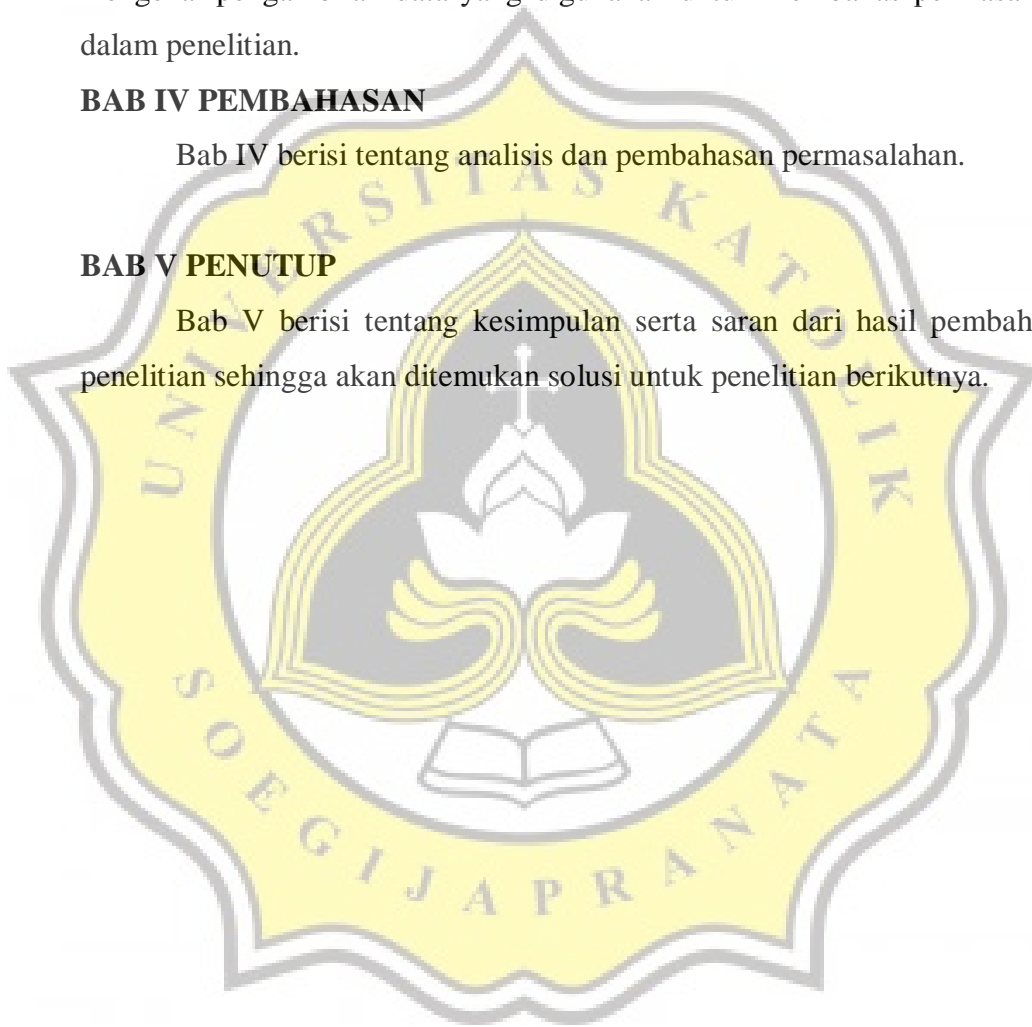 dalam penelitian.
BAB IV PEMBAHASAN
Bab IV berisi tentang analisis dan pembahasan permasalahan.
BAB V PENUTUP
Bab V berisi tentang kesimpulan serta saran dari hasil pembah
penelitian sehingga akan ditemukan solusi untuk penelitian berikutnya.
UNIVERSITAS KATOLIK
SOEGIJAPRANATA